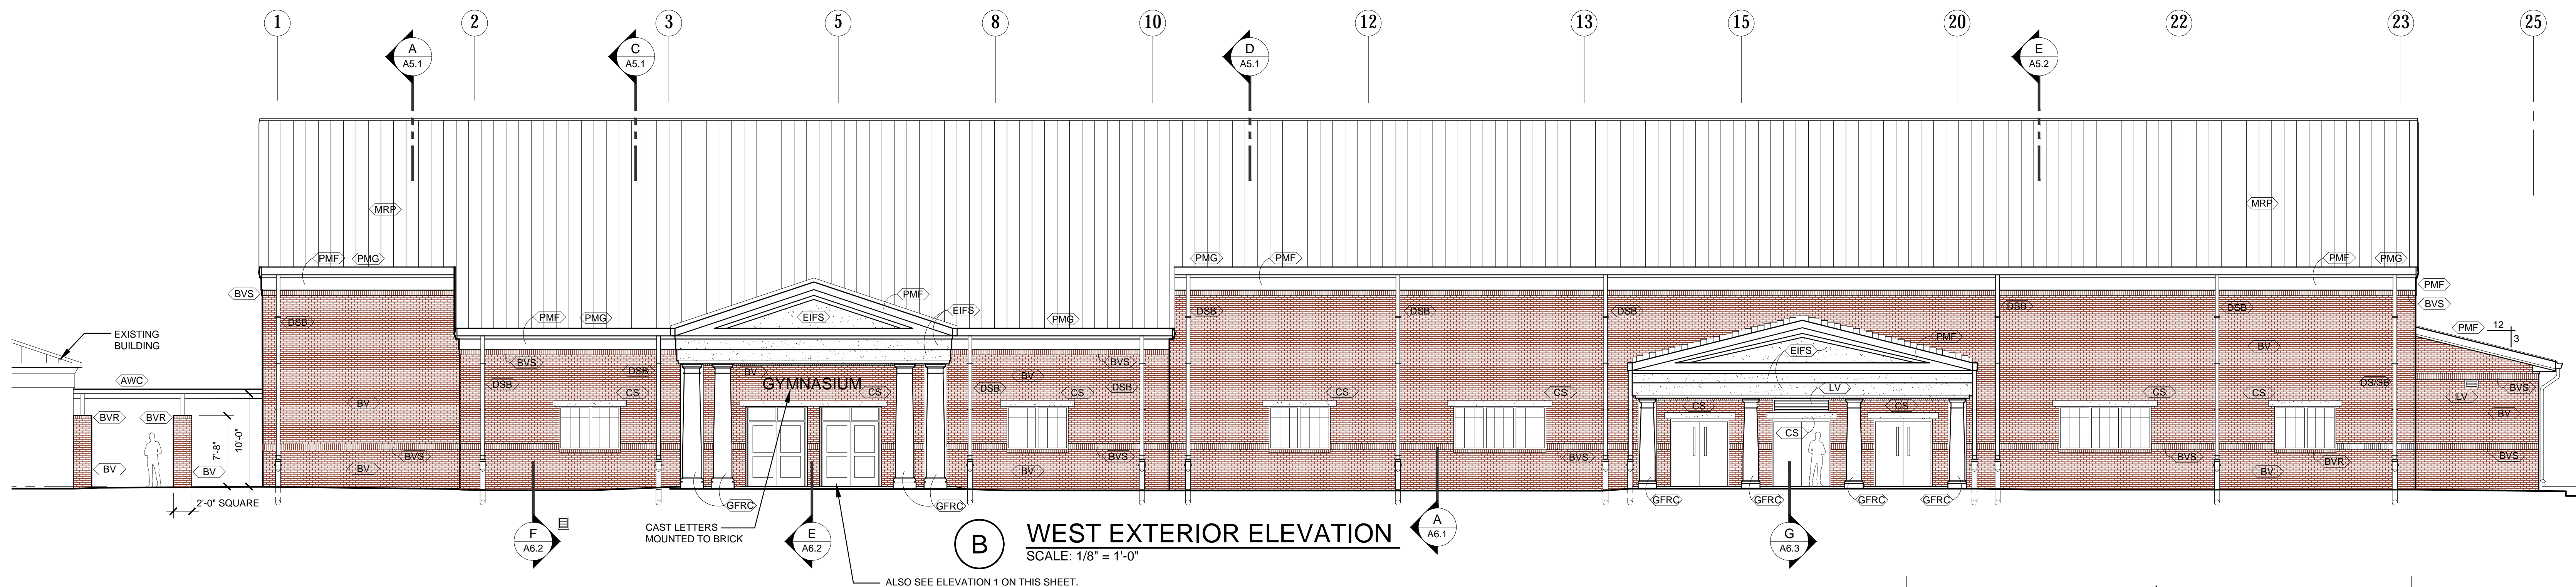 1 2 3 5 8 10 12 13 15 20 22 23 25
A C D E
A5.1 A5.1 A5.1 A5.2
MRP MRP
PMF PMG PMG PMF PMF PMG
BVS PMF
BVS
DSB PMF PMG PMF EIFS EIFS PMG DSB DSB DSB DSB DSB
EXISTING
BUILDING
PMF 12
3
BVS DSB BVS EIFS PMF BV
AWC DSB CS BV BV DSB CS DSB CS CS LV CS CS DS/SB BVS
GYMNASIUM CS LV
BV CS CS
BVR BVR BV
7'-8" 10'-0" CS
BVS BVS BVS BVS BVR BVS
BV BV BV BV BV
2'-0" SQUARE
GFRC GFRC GFRC GFRC GFRC GFRC
CAST LETTERS
MOUNTED TO BRICK
F E A G
A6.2 A6.2 A6.1 A6.3
B WEST EXTERIOR ELEVATION
SCALE: 1/8" = 1'-0"
ALSO SEE ELEVATION 1 ON THIS SHEET.